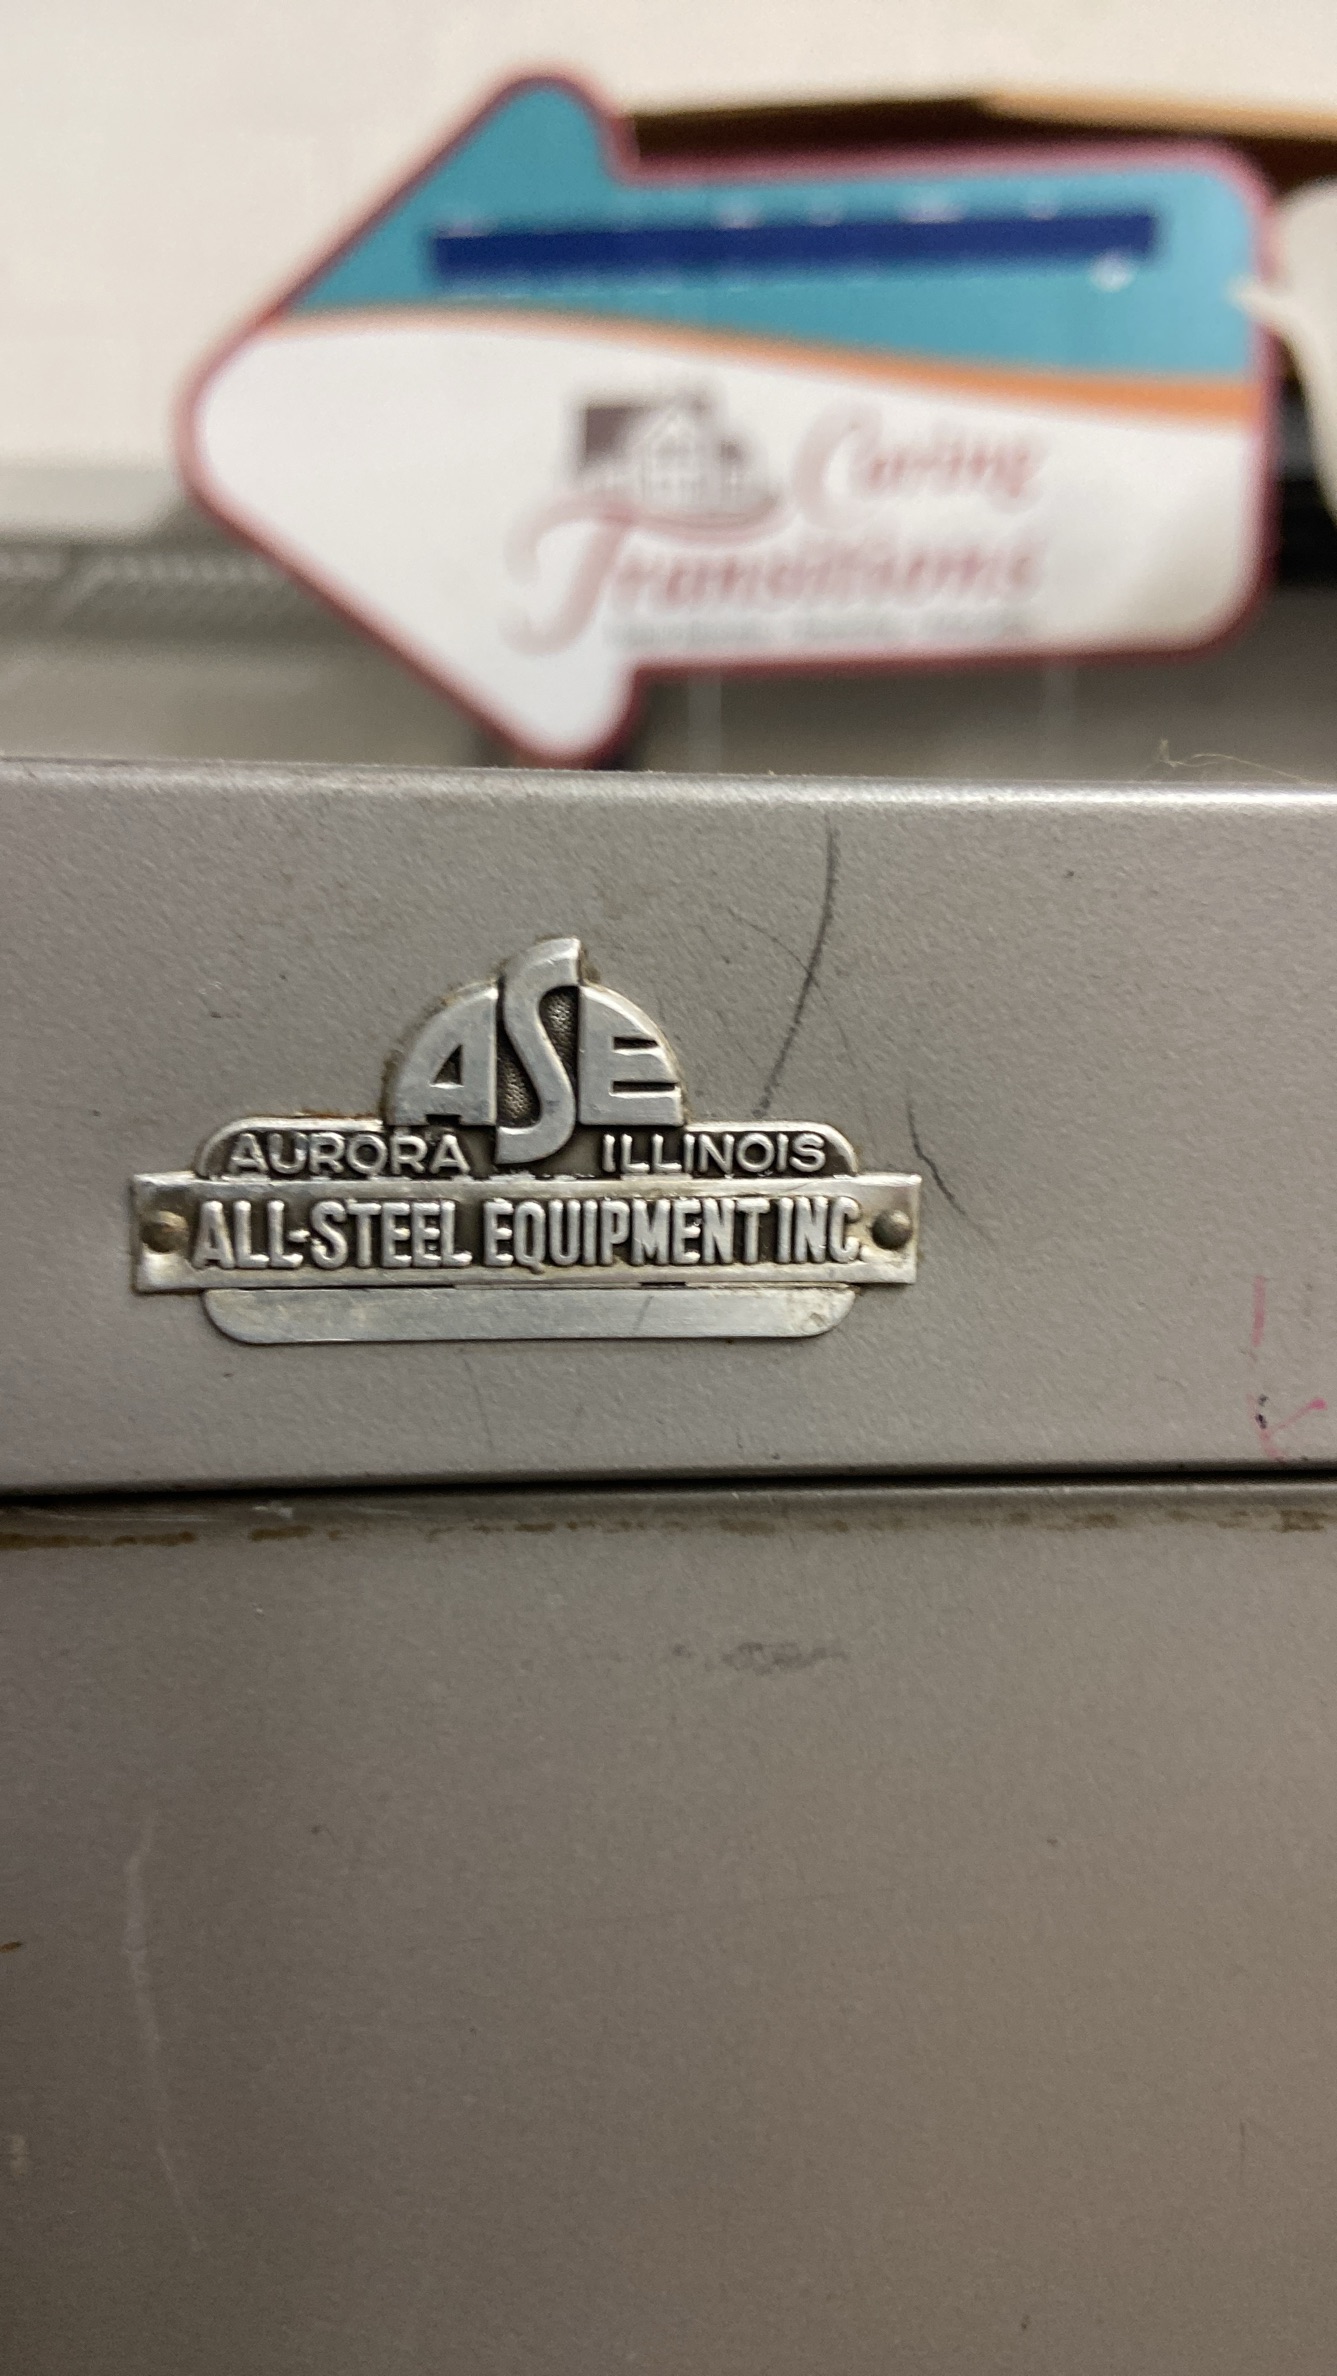 Caring
Transitions
ASE
AURORA ILLINOIS
ALL-STEEL EQUIPMENT INC.